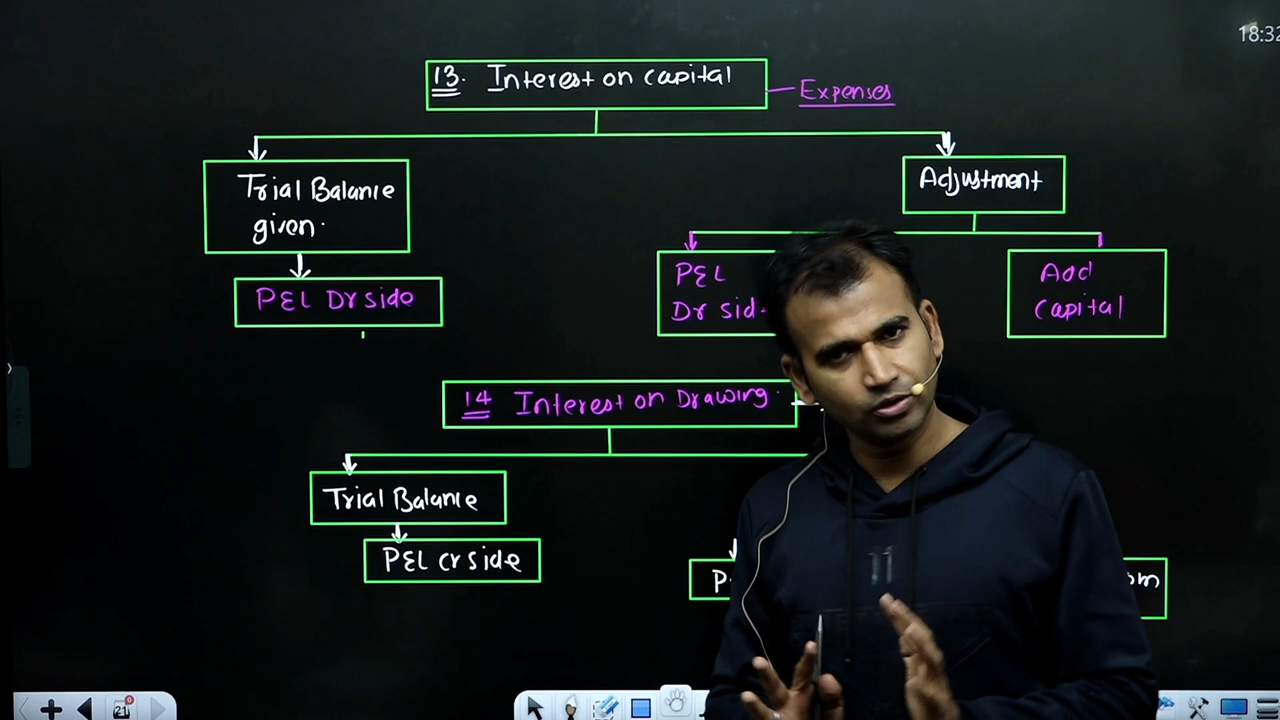 18:32
13. Interest on capital
Expenses
Trial Balance
given.
Adjustment
P&L Dr side
P&L
Dr side
Add
capital
14 Interest on Drawing.
Trial Balance
P&L cr side
21